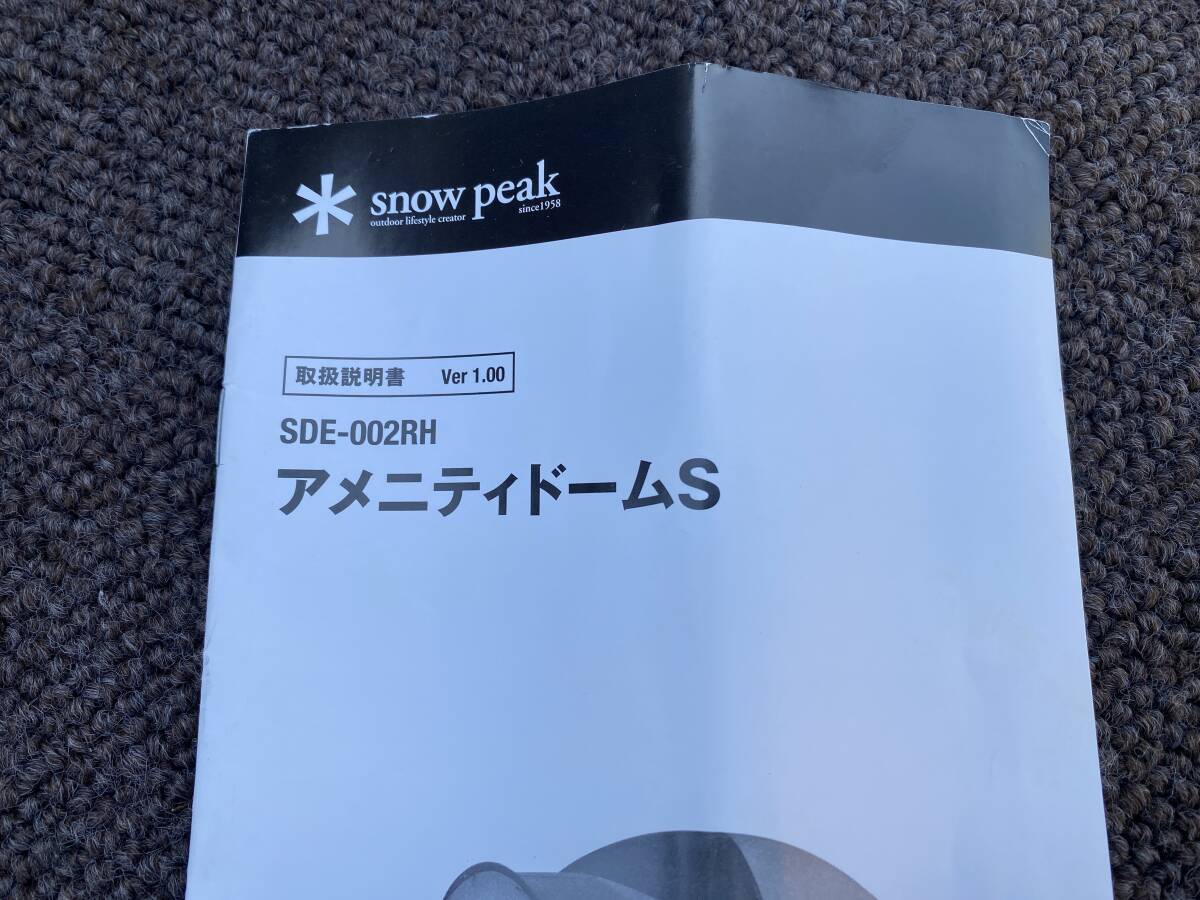 snow peak
outdoor lifestyle creator
since1958
取扱説明書 Ver 1.00
SDE-002RH
アメニティドームS